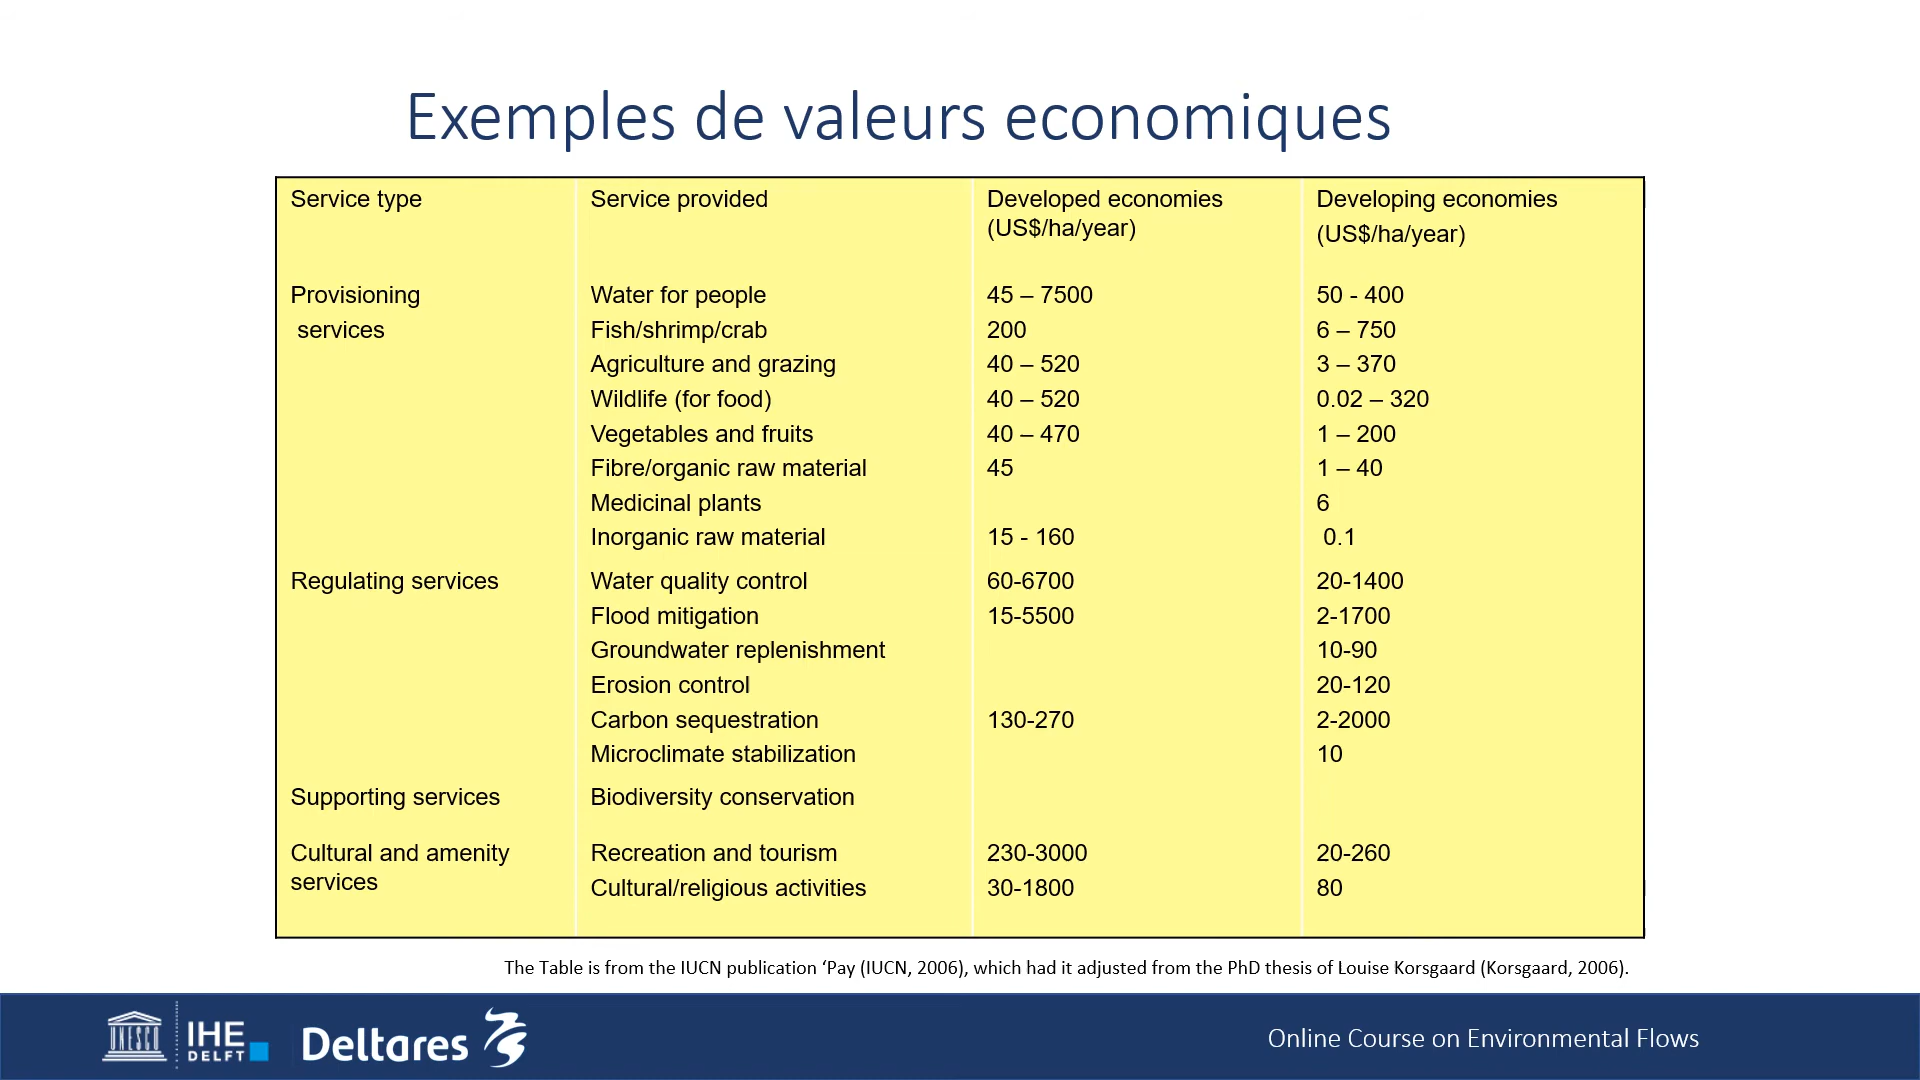 Exemples de valeurs economiques
Service type Service provided Developed economies (US$/ha/year) Developing economies (US$/ha/year)
Provisioning services
Water for people 45 – 7500 50 - 400
Fish/shrimp/crab 200 6 – 750
Agriculture and grazing 40 – 520 3 – 370
Wildlife (for food) 40 – 520 0.02 – 320
Vegetables and fruits 40 – 470 1 – 200
Fibre/organic raw material 45 1 – 40
Medicinal plants 6
Inorganic raw material 15 - 160 0.1
Regulating services Water quality control 60-6700 20-1400
Flood mitigation 15-5500 2-1700
Groundwater replenishment 10-90
Erosion control 20-120
Carbon sequestration 130-270 2-2000
Microclimate stabilization 10
Supporting services Biodiversity conservation
Cultural and amenity services
Recreation and tourism 230-3000 20-260
Cultural/religious activities 30-1800 80
The Table is from the IUCN publication ‘Pay (IUCN, 2006), which had it adjusted from the PhD thesis of Louise Korsgaard (Korsgaard, 2006).
UNESCO
IHE
DELFT
Deltares
Online Course on Environmental Flows